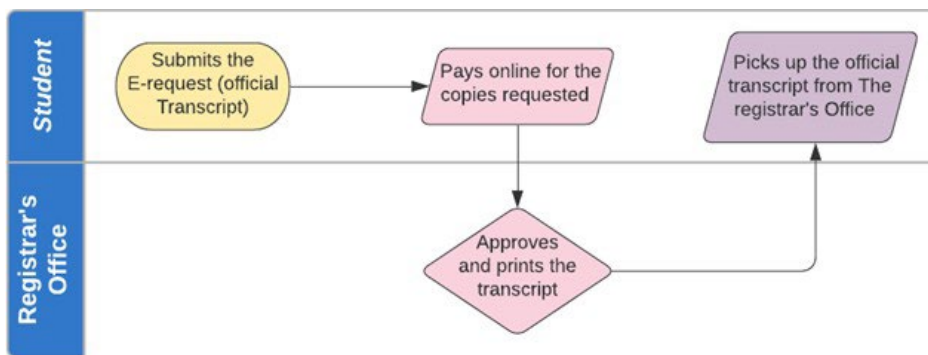 Student
Submits the
E-request (official
Transcript)
Pays online for the
copies requested
Picks up the official
transcript from The
registrar's Office
Registrar's
Office
Approves
and prints the
transcript